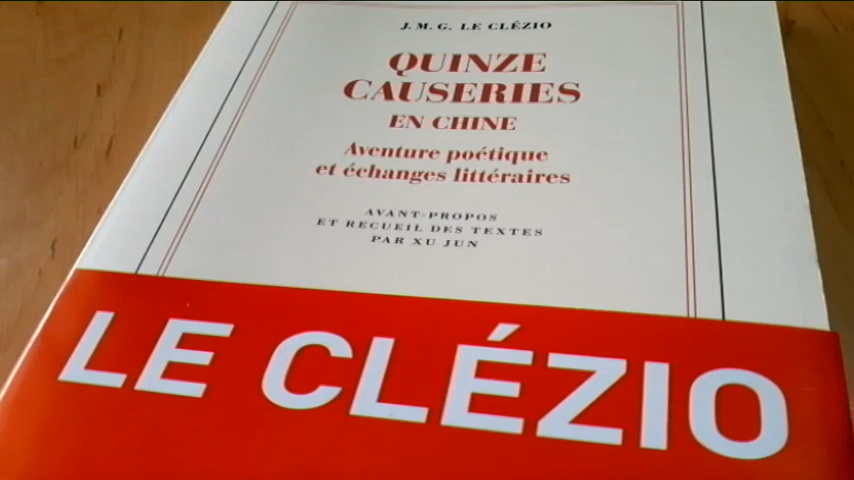 J.M.G. LE CLÉZIO
QUINZE
CAUSERIES
EN CHINE
Aventure poétique
et échanges littéraires
AVANT-PROPOS
ET RECUEIL DES TEXTES
PAR XU JUN
LE CLÉZIO